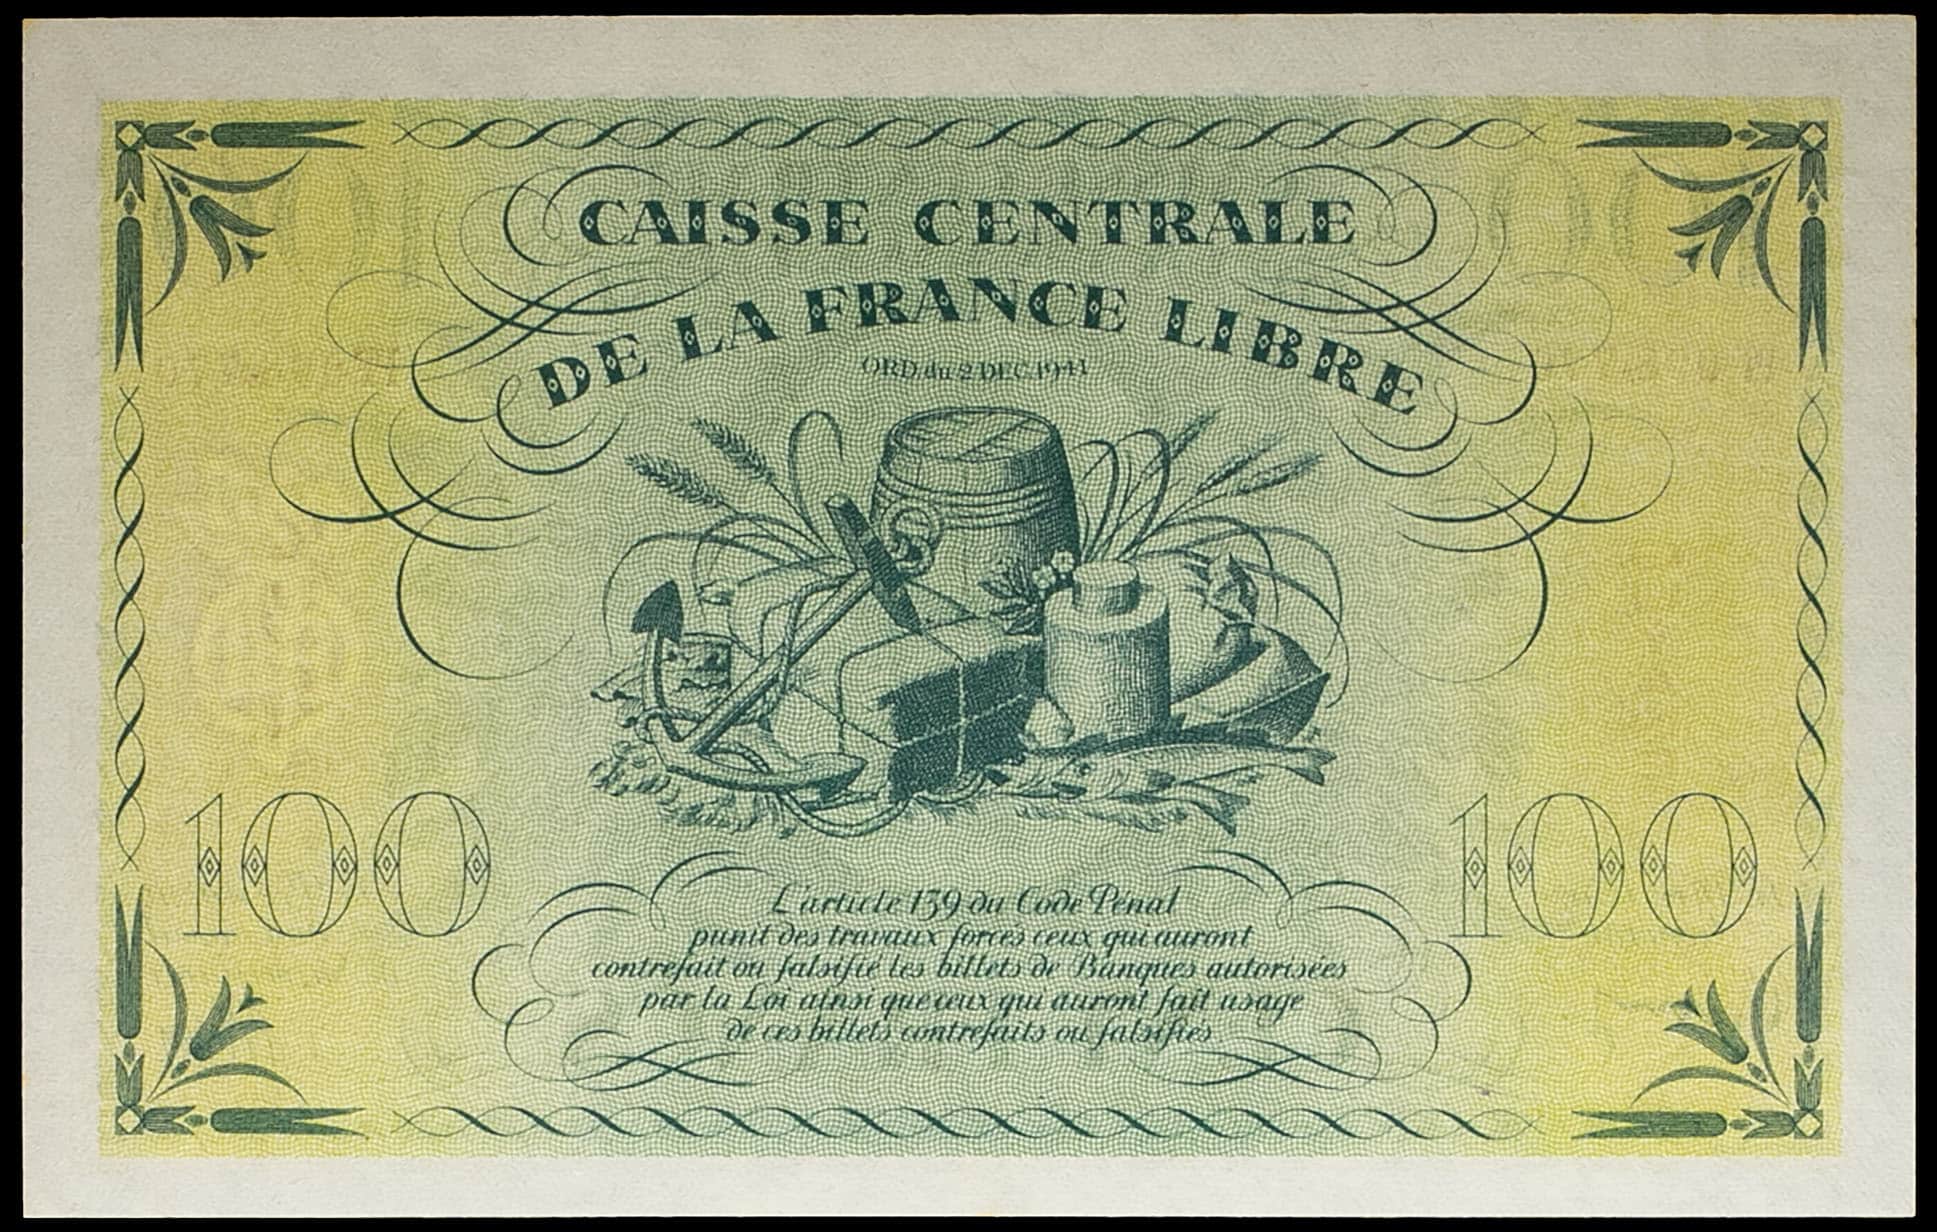 CAISSE CENTRALE
DE LA FRANCE LIBRE
ORD. du 2 DEC. 1941
100
100
L'article 139 du Code Pénal
punit des travaux forces ceux qui auront
contrefait ou falsifié les billets de Banques autorisées
par la Loi ainsi que ceux qui auront fait usage
de ces billets contrefaits ou falsifies